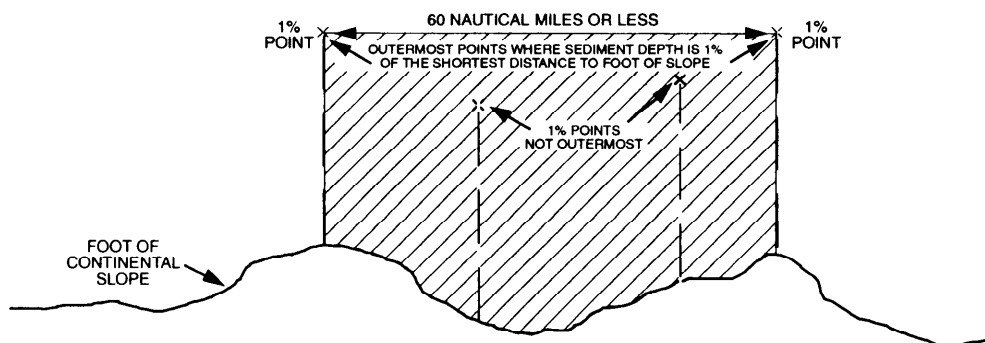 60 NAUTICAL MILES OR LESS
1%
POINT
1%
POINT
OUTERMOST POINTS WHERE SEDIMENT DEPTH IS 1%
OF THE SHORTEST DISTANCE TO FOOT OF SLOPE
1% POINTS
NOT OUTERMOST
FOOT OF
CONTINENTAL
SLOPE